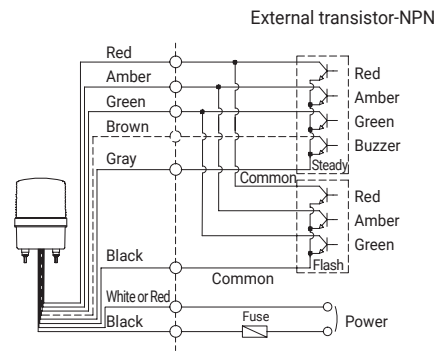 External transistor-NPN
Red
Amber
Green
Brown
Gray
Black
White or Red
Black
Red
Amber
Green
Buzzer
Steady
Common
Red
Amber
Green
Flash
Common
Fuse
Power